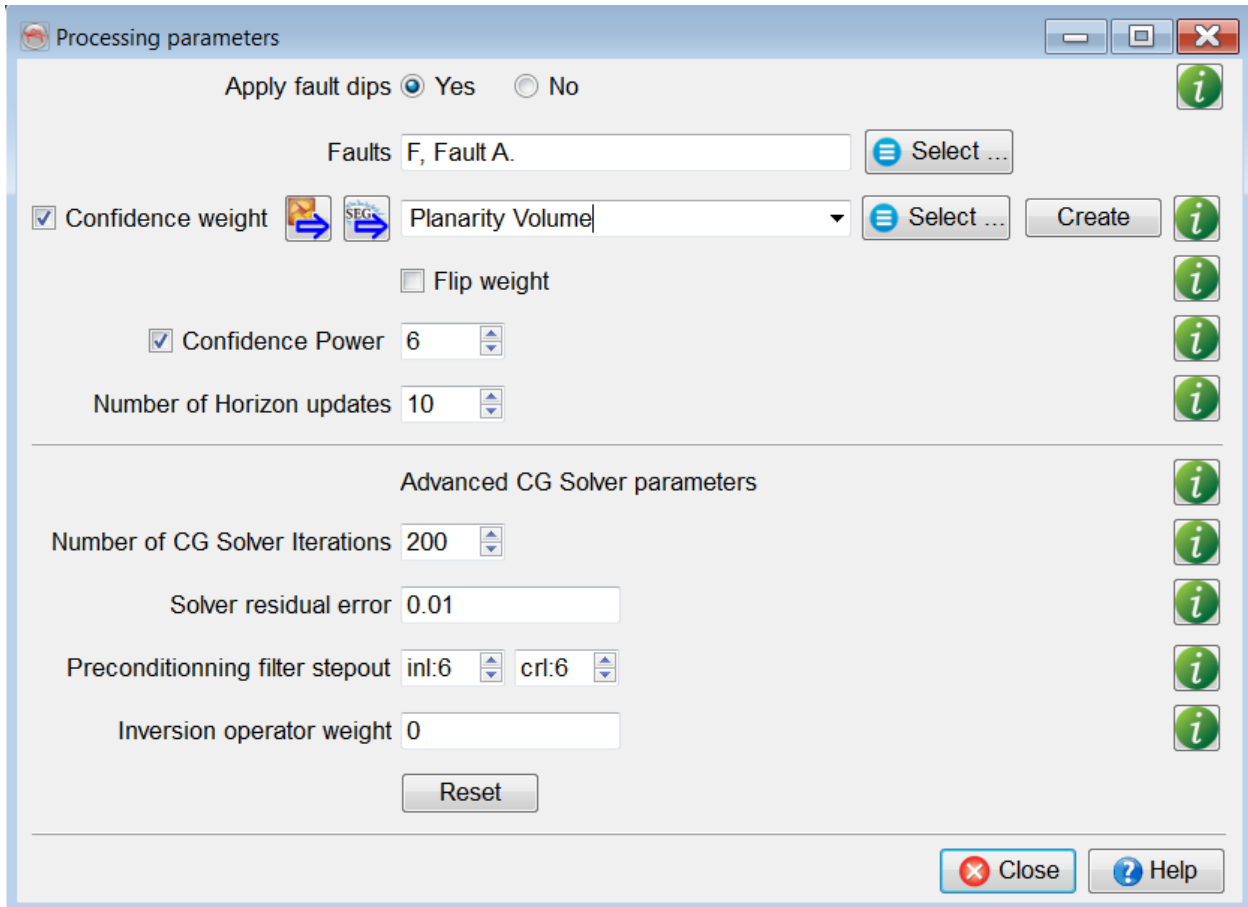 Processing parameters
Apply fault dips Yes No
Faults F, Fault A. Select ...
Confidence weight SEG Planarity Volume Select ... Create
Flip weight
Confidence Power 6
Number of Horizon updates 10
Advanced CG Solver parameters
Number of CG Solver Iterations 200
Solver residual error 0.01
Preconditionning filter stepout inl:6 crl:6
Inversion operator weight 0
Reset
Close Help